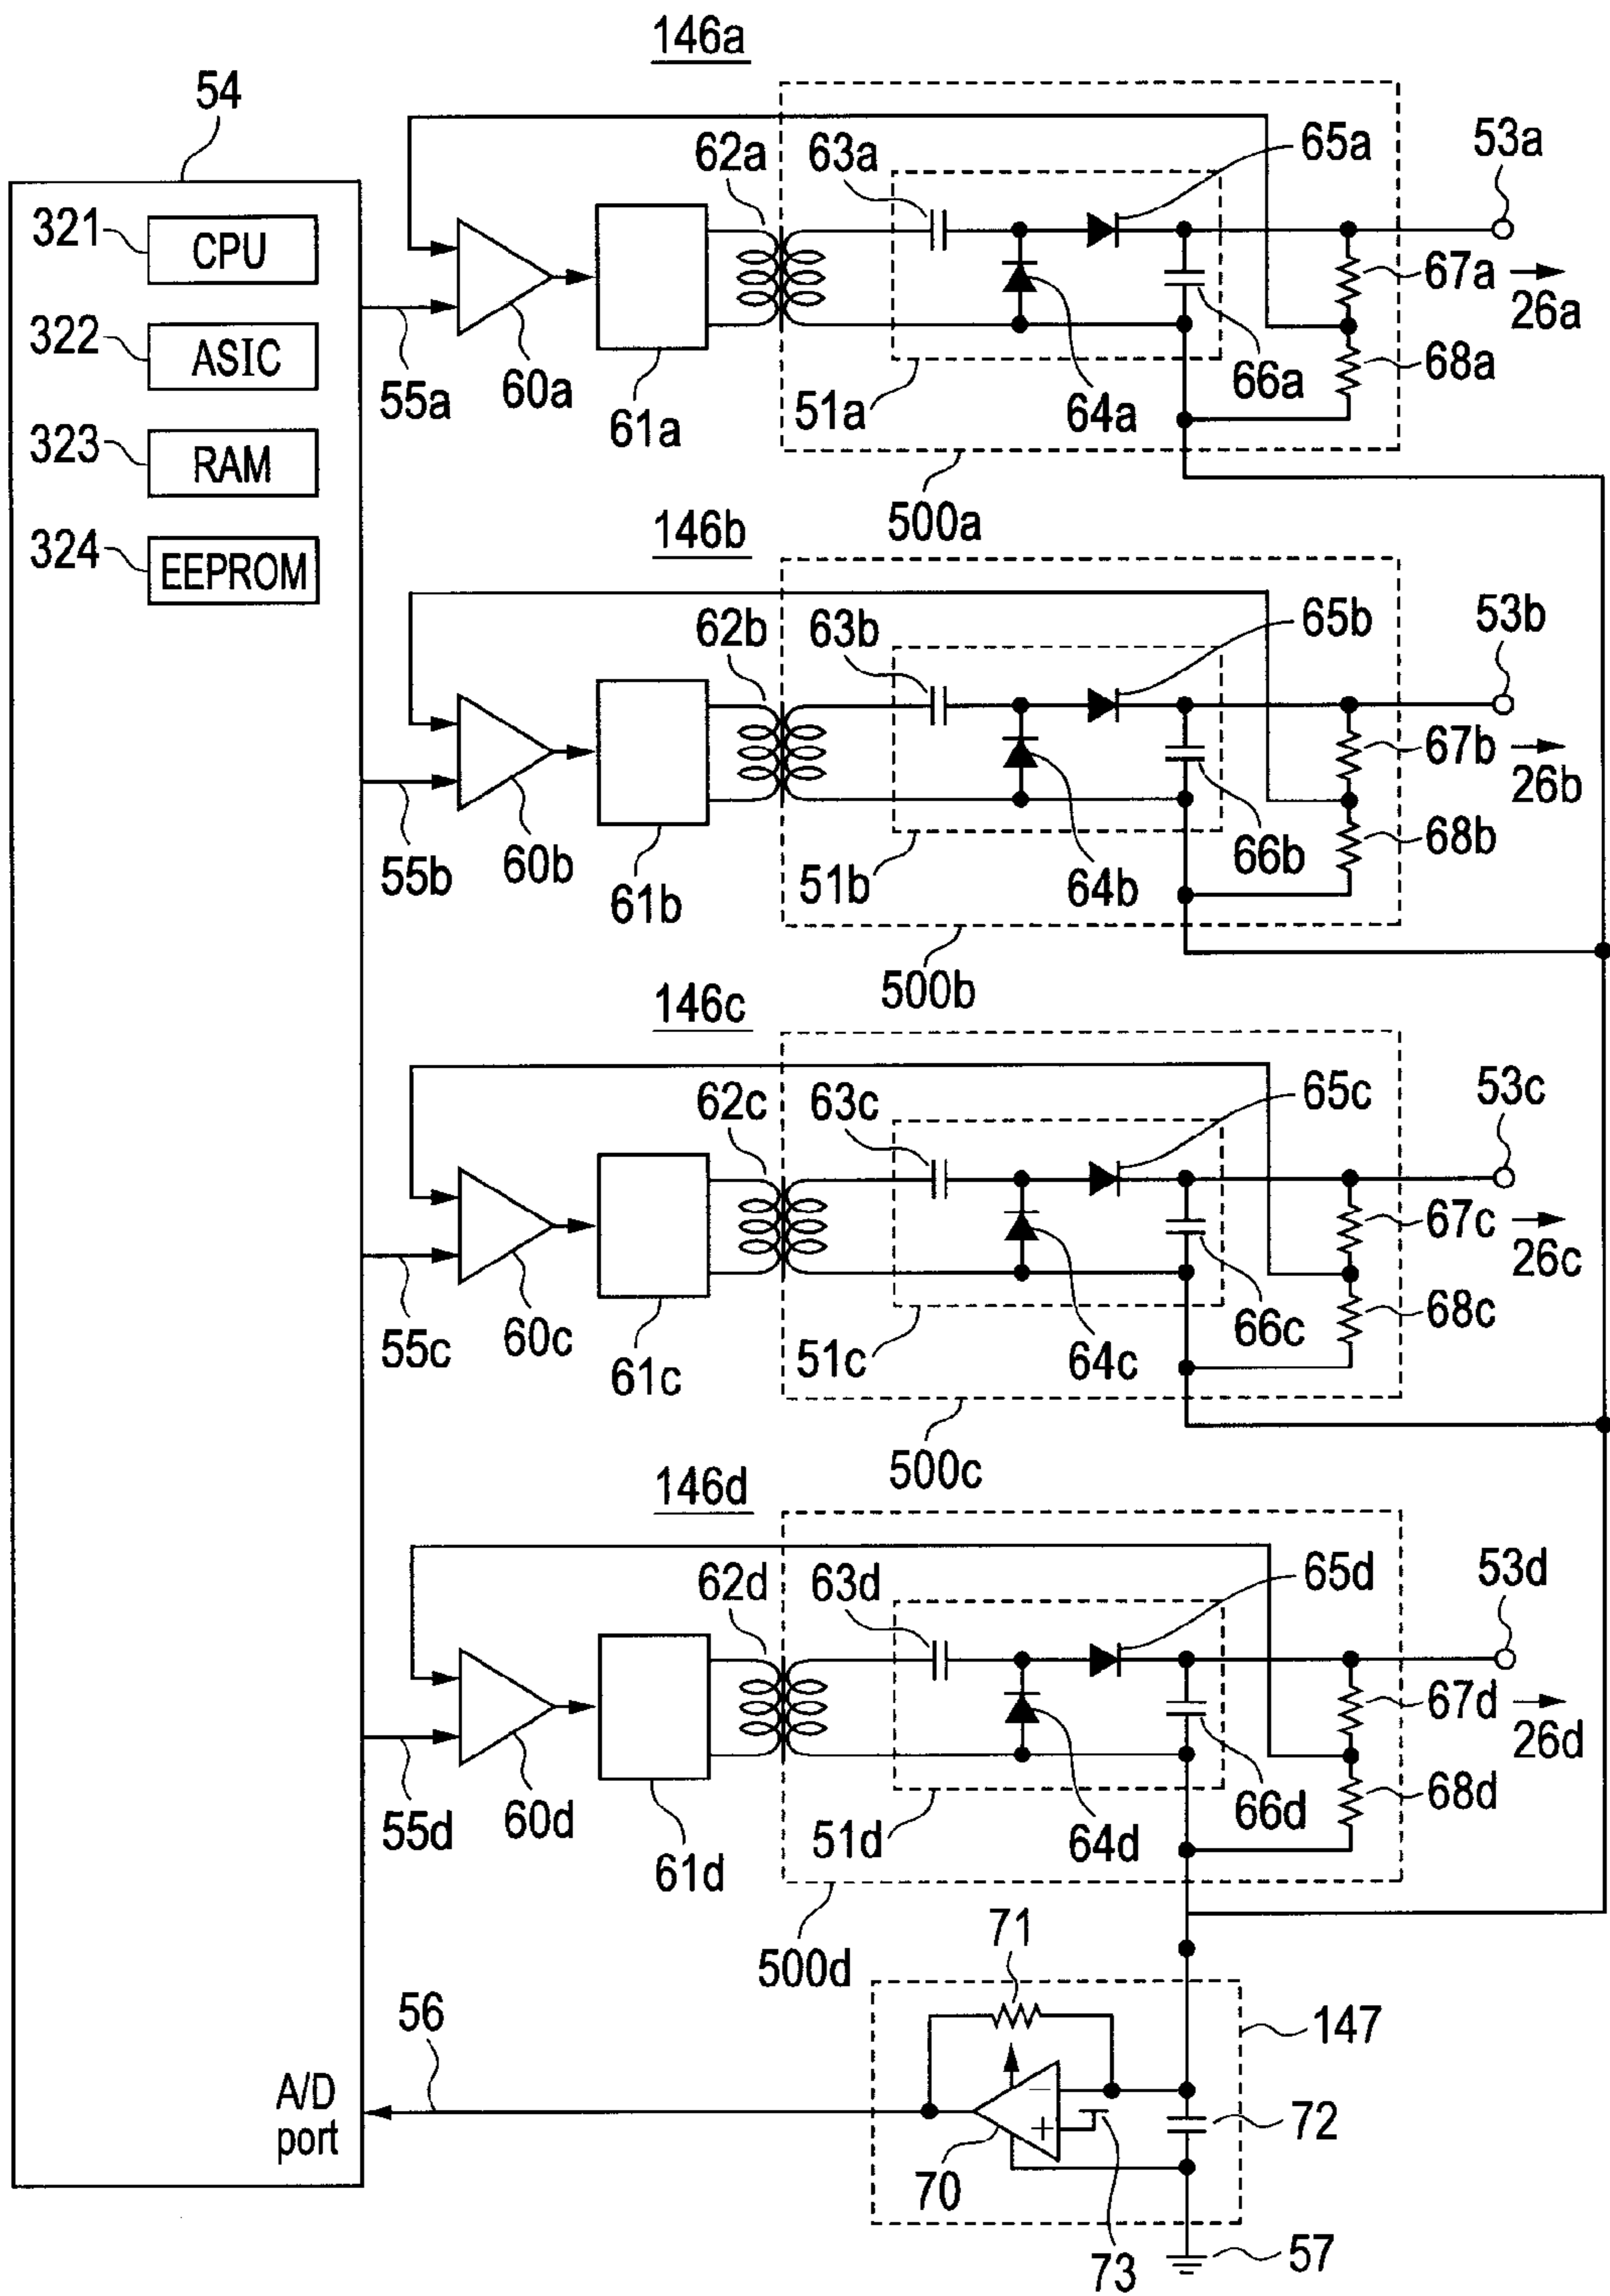 146a
54
62a
63a
65a
53a
321
CPU
67a
26a
322
ASIC
55a
60a
61a
51a
64a
66a
68a
323
RAM
500a
324
EEPROM
146b
62b
63b
65b
53b
67b
26b
55b
60b
61b
51b
64b
66b
68b
500b
146c
62c
63c
65c
53c
67c
26c
55c
60c
61c
51c
64c
66c
68c
500c
146d
62d
63d
65d
53d
67d
26d
55d
60d
61d
51d
64d
66d
68d
500d
71
56
147
A/D
port
−
+
72
70
73
57